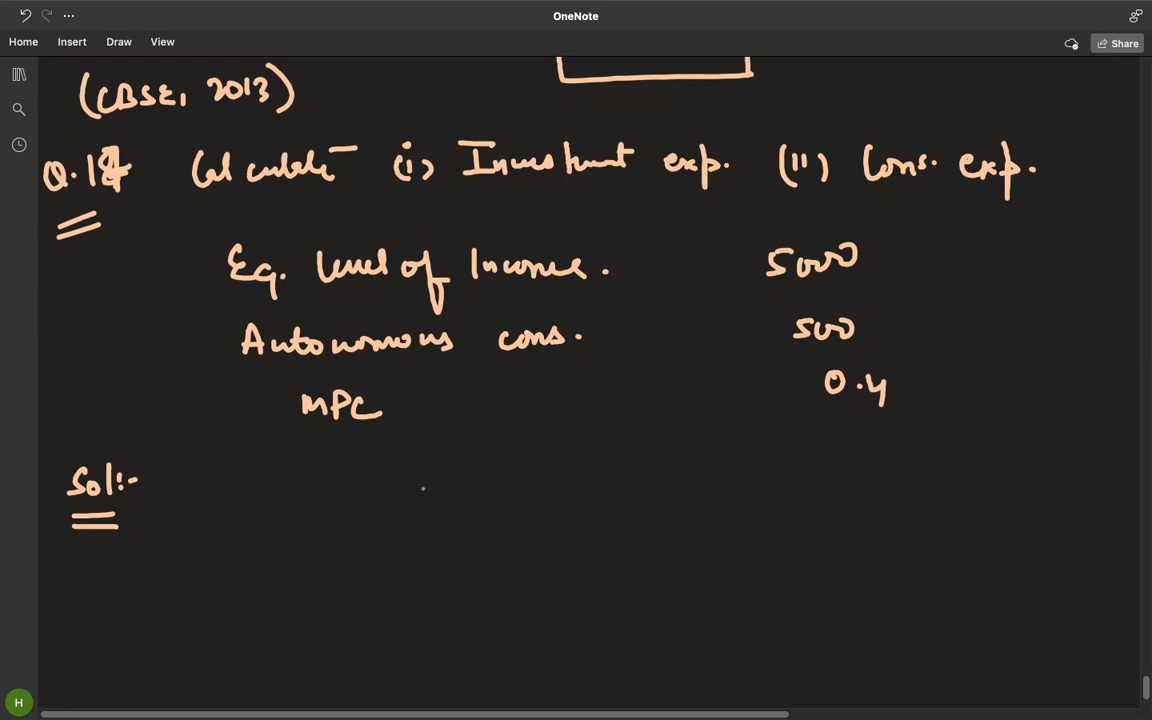 OneNote
Home Insert Draw View Share
(CBSE, 2013)
Calculate (i) Investment exp. (ii) Cons. exp.
Eq. level of Income. 5000
Autonomous cons. 500
MPC 0.4
Sol:-
H